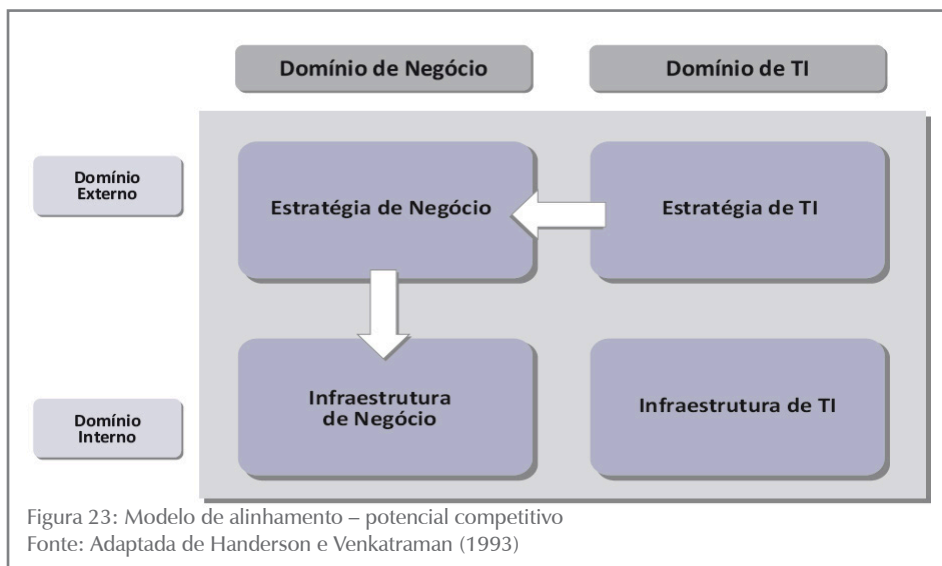 Domínio de Negócio
Domínio de TI
Domínio
Externo
Estratégia de Negócio
Estratégia de TI
Domínio
Interno
Infraestrutura
de Negócio
Infraestrutura de TI
Figura 23: Modelo de alinhamento – potencial competitivo
Fonte: Adaptada de Handerson e Venkatraman (1993)